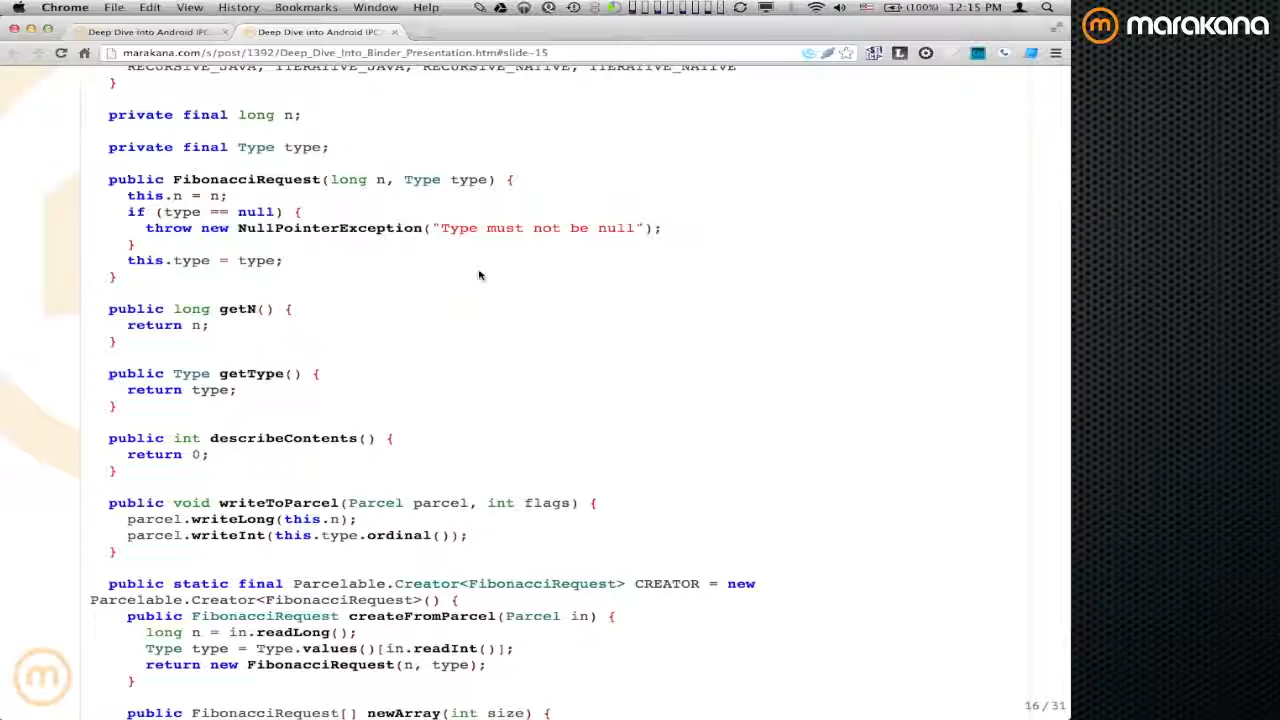 Chrome File Edit View History Bookmarks Window Help (100%) 12:15 PM
marakana
Deep Dive into Android IPC Deep Dive into Android IPC
marakana.com/s/post/1392/Deep_Dive_Into_Binder_Presentation.htm#slide-15
RECURSIVE_JAVA, ITERATIVE_JAVA, RECURSIVE_NATIVE, ITERATIVE_NATIVE
}
private final long n;
private final Type type;
public FibonacciRequest(long n, Type type) {
this.n = n;
if (type == null) {
throw new NullPointerException("Type must not be null");
}
this.type = type;
}
public long getN() {
return n;
}
public Type getType() {
return type;
}
public int describeContents() {
return 0;
}
public void writeToParcel(Parcel parcel, int flags) {
parcel.writeLong(this.n);
parcel.writeInt(this.type.ordinal());
}
public static final Parcelable.Creator<FibonacciRequest> CREATOR = new
Parcelable.Creator<FibonacciRequest>() {
public FibonacciRequest createFromParcel(Parcel in) {
long n = in.readLong();
Type type = Type.values()[in.readInt()];
return new FibonacciRequest(n, type);
}
16 / 31
public FibonacciRequest[] newArray(int size) {